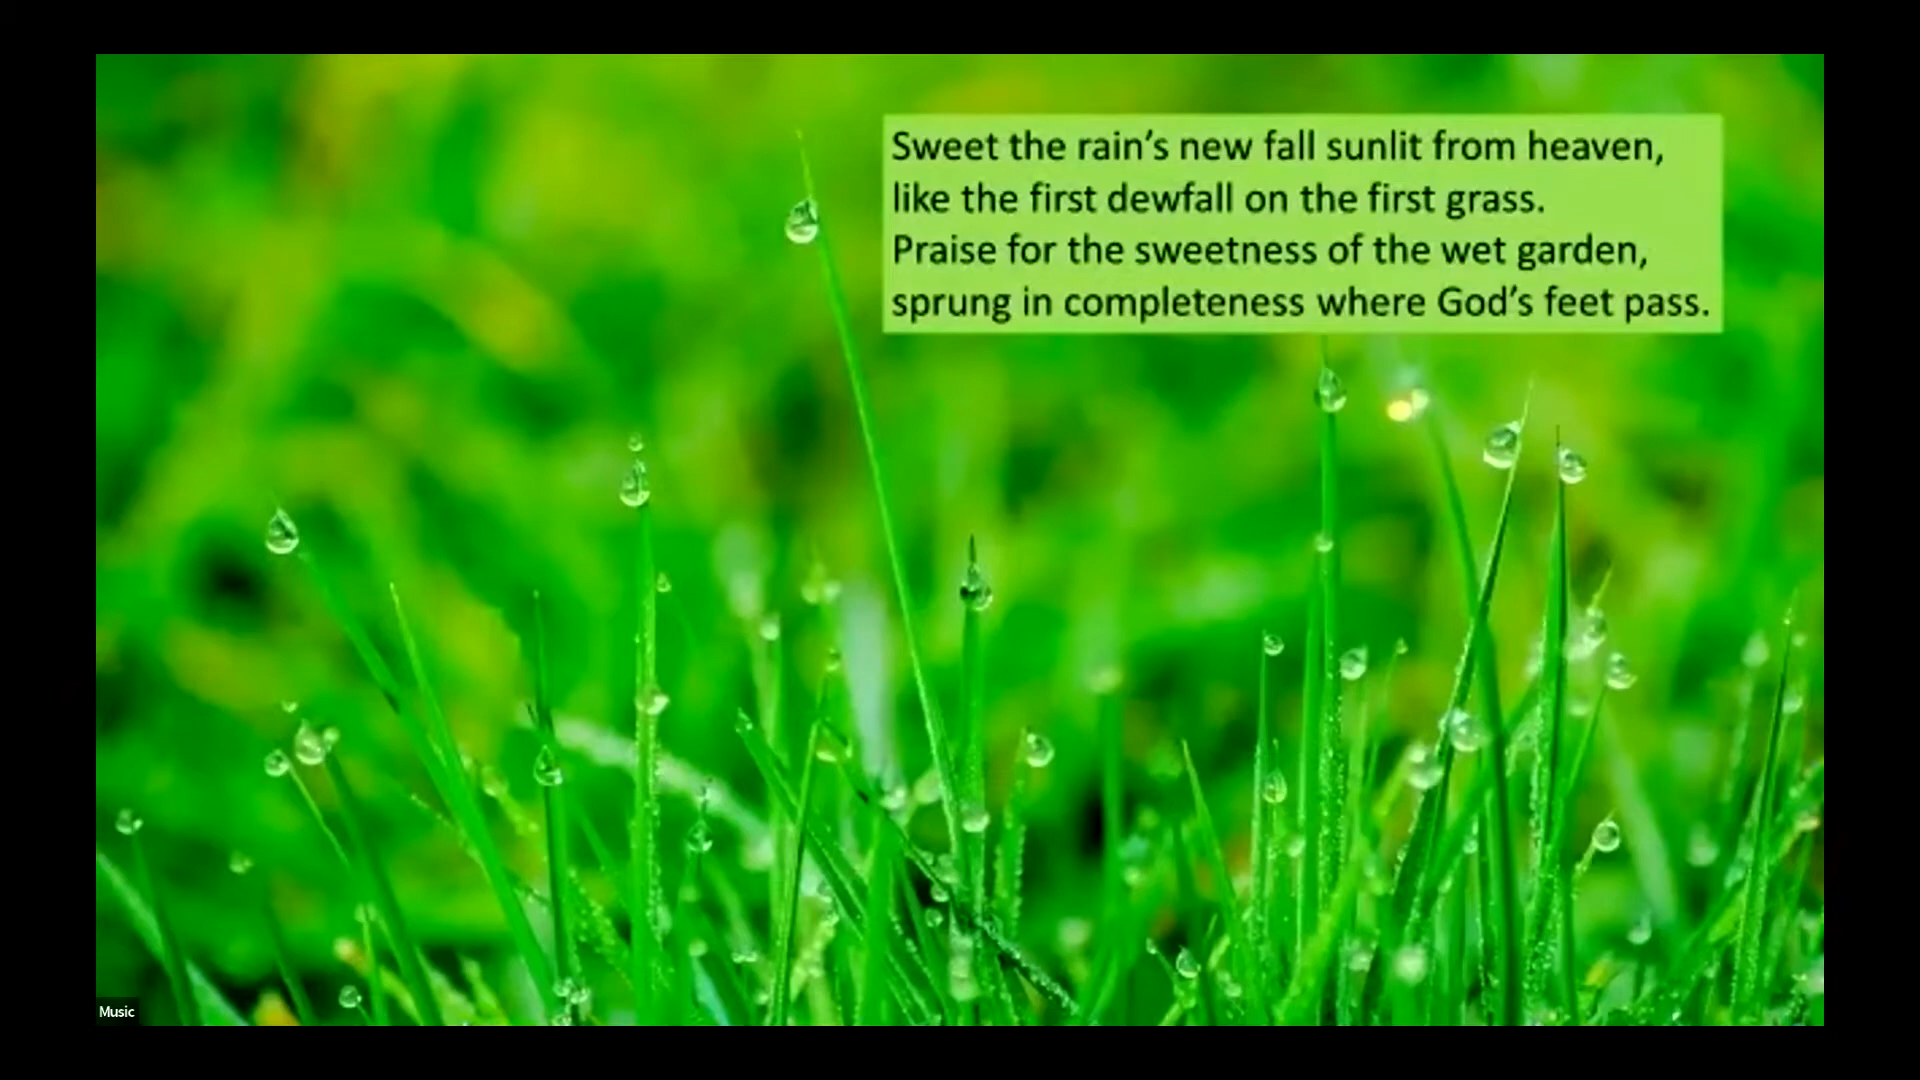 Sweet the rain’s new fall sunlit from heaven,
like the first dewfall on the first grass.
Praise for the sweetness of the wet garden,
sprung in completeness where God’s feet pass.
Music